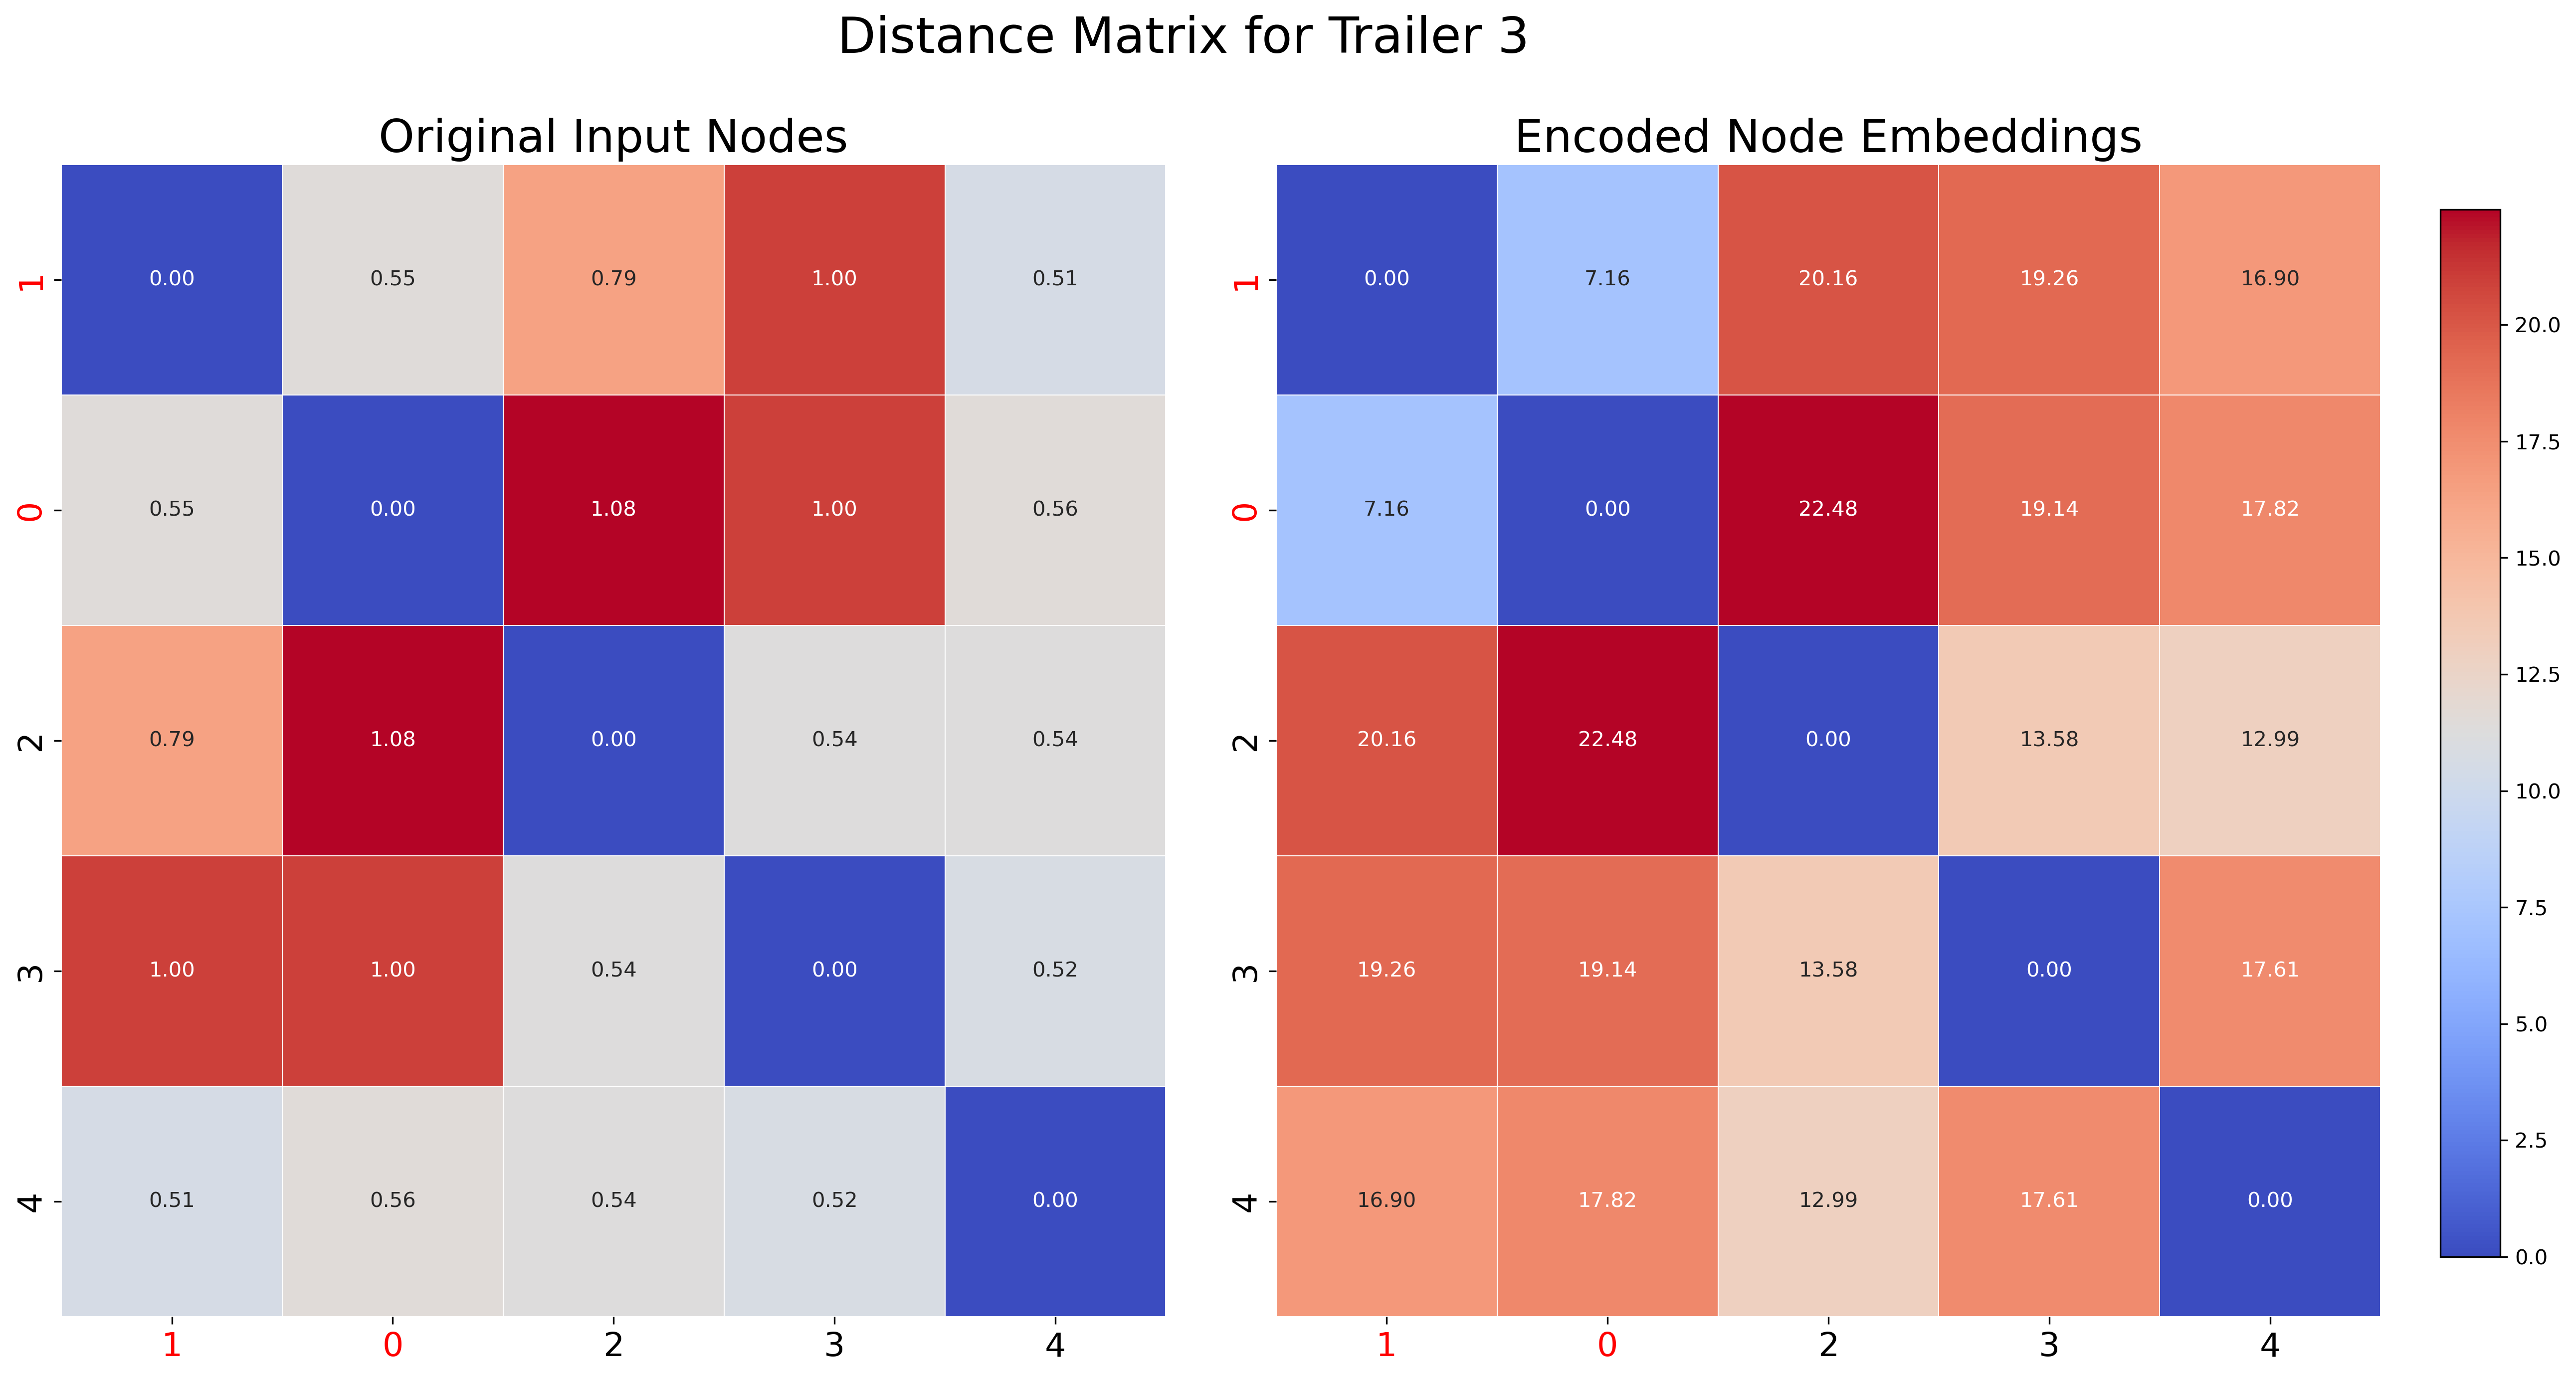 Distance Matrix for Trailer 3
Original Input Nodes
Encoded Node Embeddings
1 0.00 0.55 0.79 1.00 0.51
0 0.55 0.00 1.08 1.00 0.56
2 0.79 1.08 0.00 0.54 0.54
3 1.00 1.00 0.54 0.00 0.52
4 0.51 0.56 0.54 0.52 0.00
1 0 2 3 4
1 0.00 7.16 20.16 19.26 16.90
0 7.16 0.00 22.48 19.14 17.82
2 20.16 22.48 0.00 13.58 12.99
3 19.26 19.14 13.58 0.00 17.61
4 16.90 17.82 12.99 17.61 0.00
1 0 2 3 4
20.0
17.5
15.0
12.5
10.0
7.5
5.0
2.5
0.0